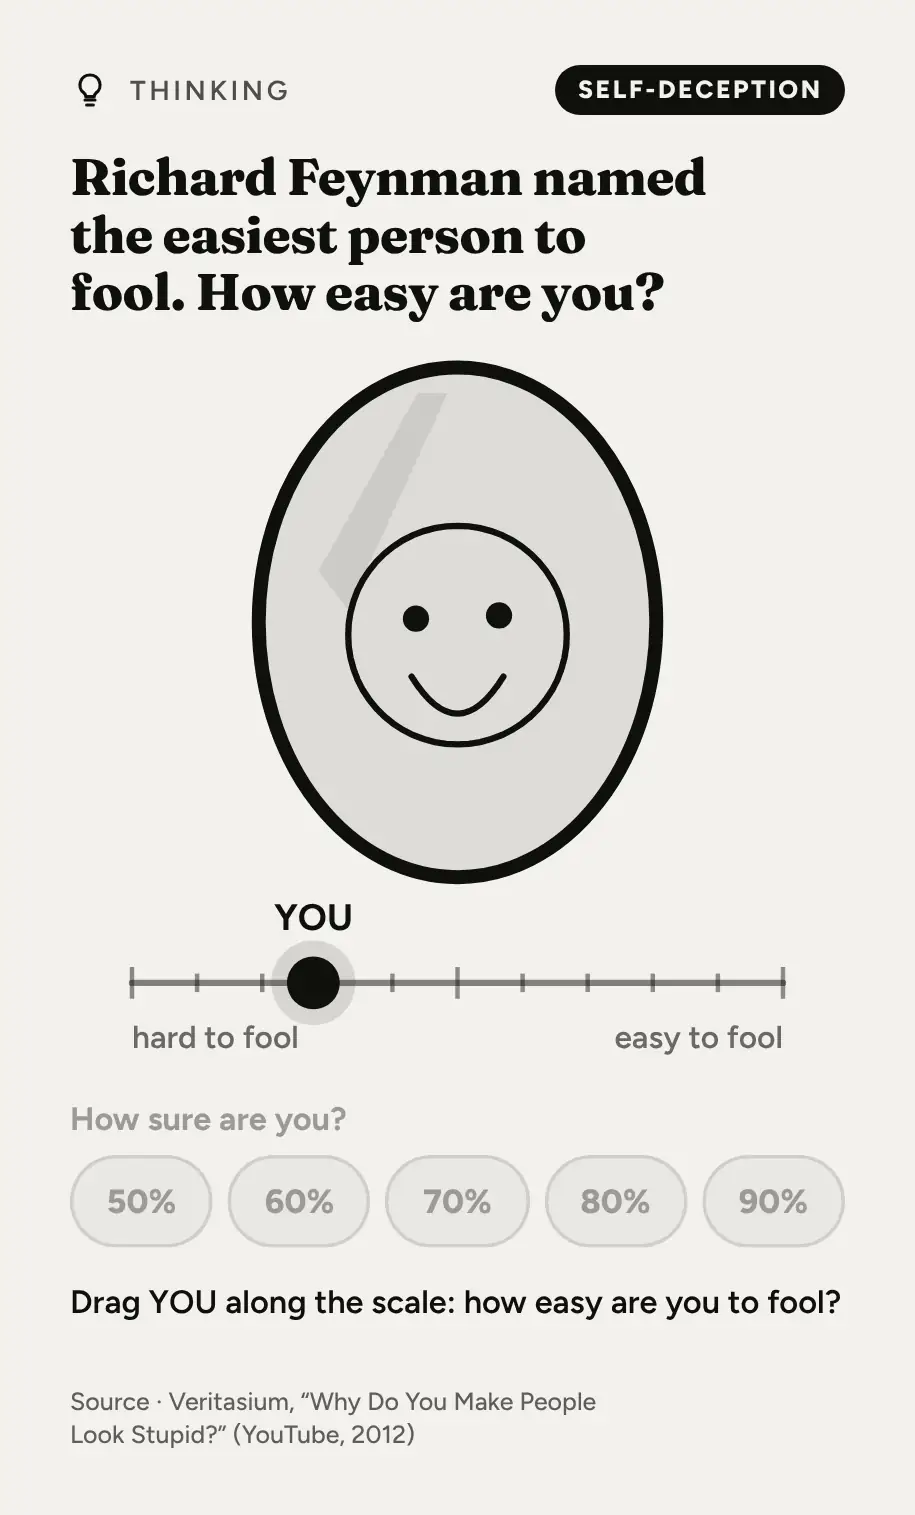 THINKING
SELF-DECEPTION
Richard Feynman named
the easiest person to
fool. How easy are you?
YOU
hard to fool
easy to fool
How sure are you?
50%
60%
70%
80%
90%
Drag YOU along the scale: how easy are you to fool?
Source · Veritasium, “Why Do You Make People
Look Stupid?” (YouTube, 2012)